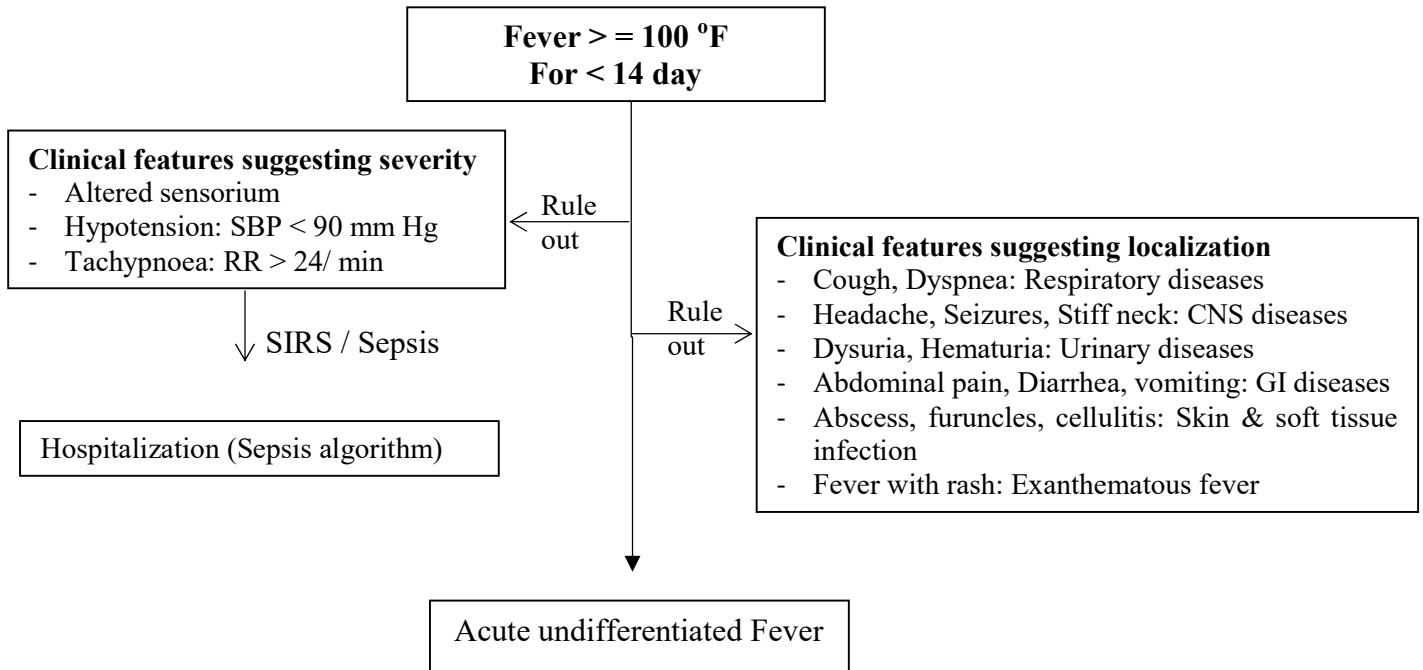 Fever > = 100 °F
For < 14 day
Clinical features suggesting severity
- Altered sensorium
- Hypotension: SBP < 90 mm Hg
- Tachypnoea: RR > 24/ min
Rule
out
Clinical features suggesting localization
- Cough, Dyspnea: Respiratory diseases
- Headache, Seizures, Stiff neck: CNS diseases
- Dysuria, Hematuria: Urinary diseases
- Abdominal pain, Diarrhea, vomiting: GI diseases
- Abscess, furuncles, cellulitis: Skin & soft tissue
infection
- Fever with rash: Exanthematous fever
Rule
out
SIRS / Sepsis
Hospitalization (Sepsis algorithm)
Acute undifferentiated Fever